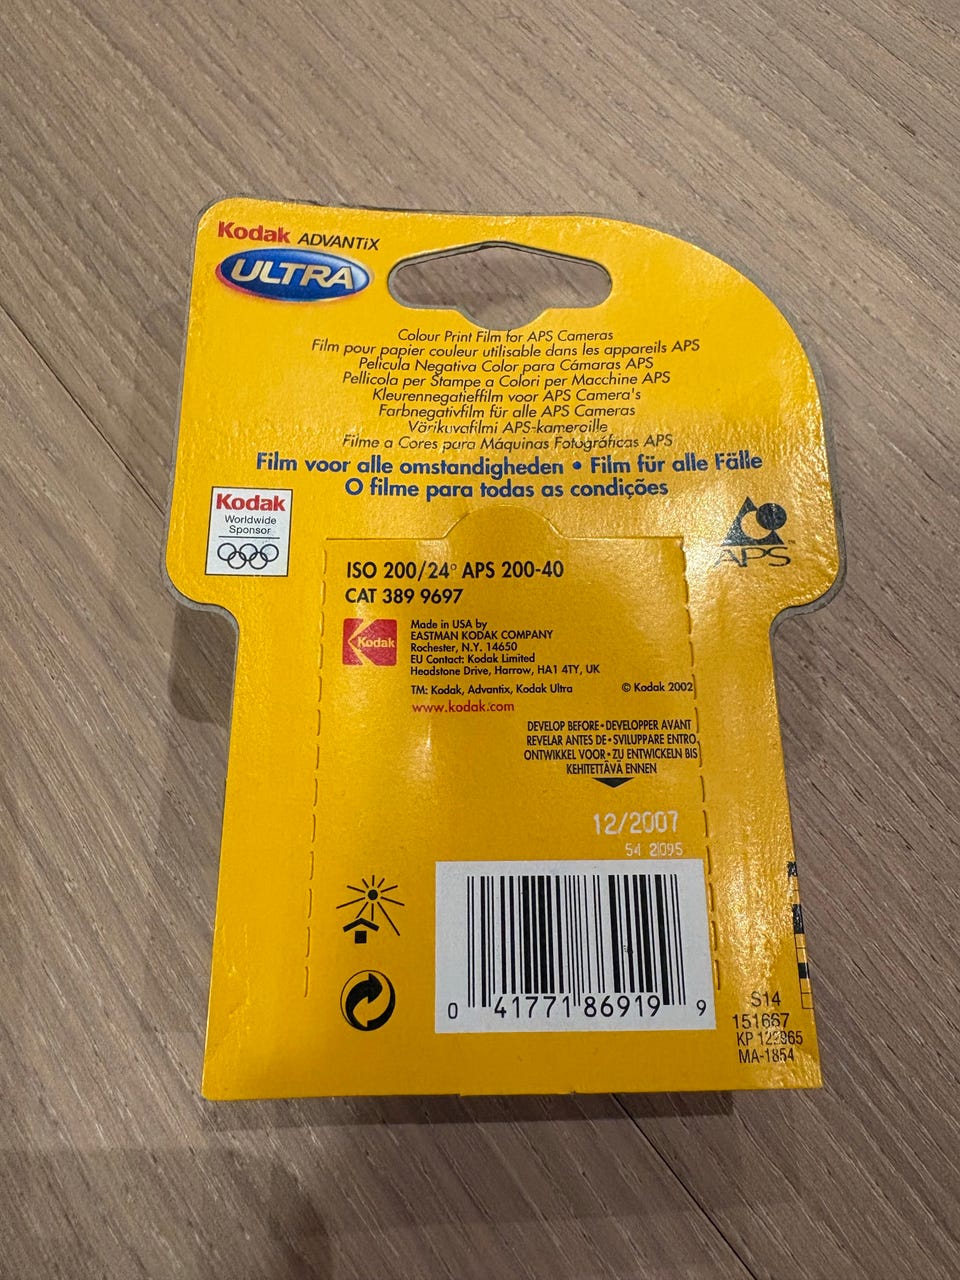 Kodak ADVANTiX
ULTRA
Colour Print Film for APS Cameras
Film pour papier couleur utilisable dans les appareils APS
Película Negativa Color para Cámaras APS
Pellicola per Stampe a Colori per Macchine APS
Kleurennegatieffilm voor APS Camera's
Farbnegativfilm für alle APS Cameras
Värikuvafilmi APS-kameroille
Filme a Cores para Máquinas Fotográficas APS
Film voor alle omstandigheden • Film für alle Fälle
O filme para todas as condições
Kodak
Worldwide
Sponsor
APS
TM
ISO 200/24° APS 200-40
CAT 389 9697
Kodak
Made in USA by
EASTMAN KODAK COMPANY
Rochester, N.Y. 14650
EU Contact: Kodak Limited
Headstone Drive, Harrow, HA1 4TY, UK
TM: Kodak, Advantix, Kodak Ultra © Kodak 2002
www.kodak.com
DEVELOP BEFORE • DEVELOPPER AVANT
REVELAR ANTES DE • SVILUPPARE ENTRO
ONTWIKKEL VOOR • ZU ENTWICKELN BIS
KEHITETTÄVÄ ENNEN
12/2007
54 2095
0 41771 86919 9
S14
151667
KP
MA-1854